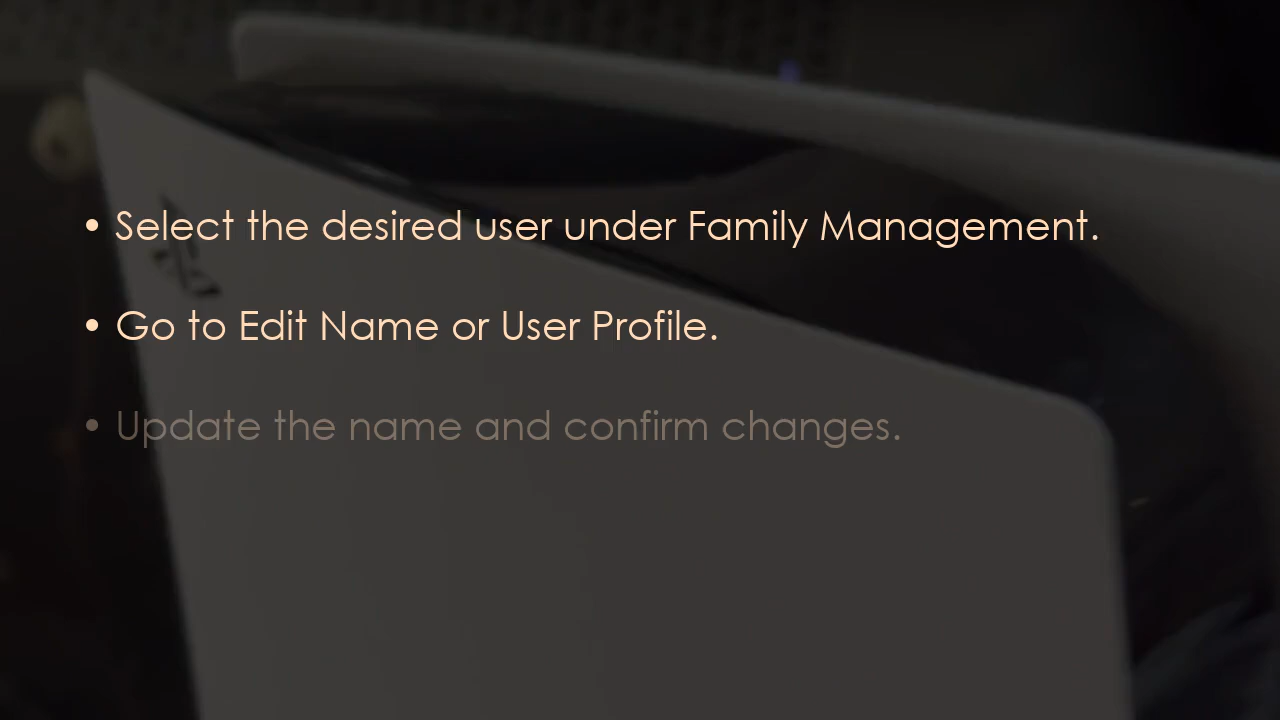 • Select the desired user under Family Management.
• Go to Edit Name or User Profile.
• Update the name and confirm changes.